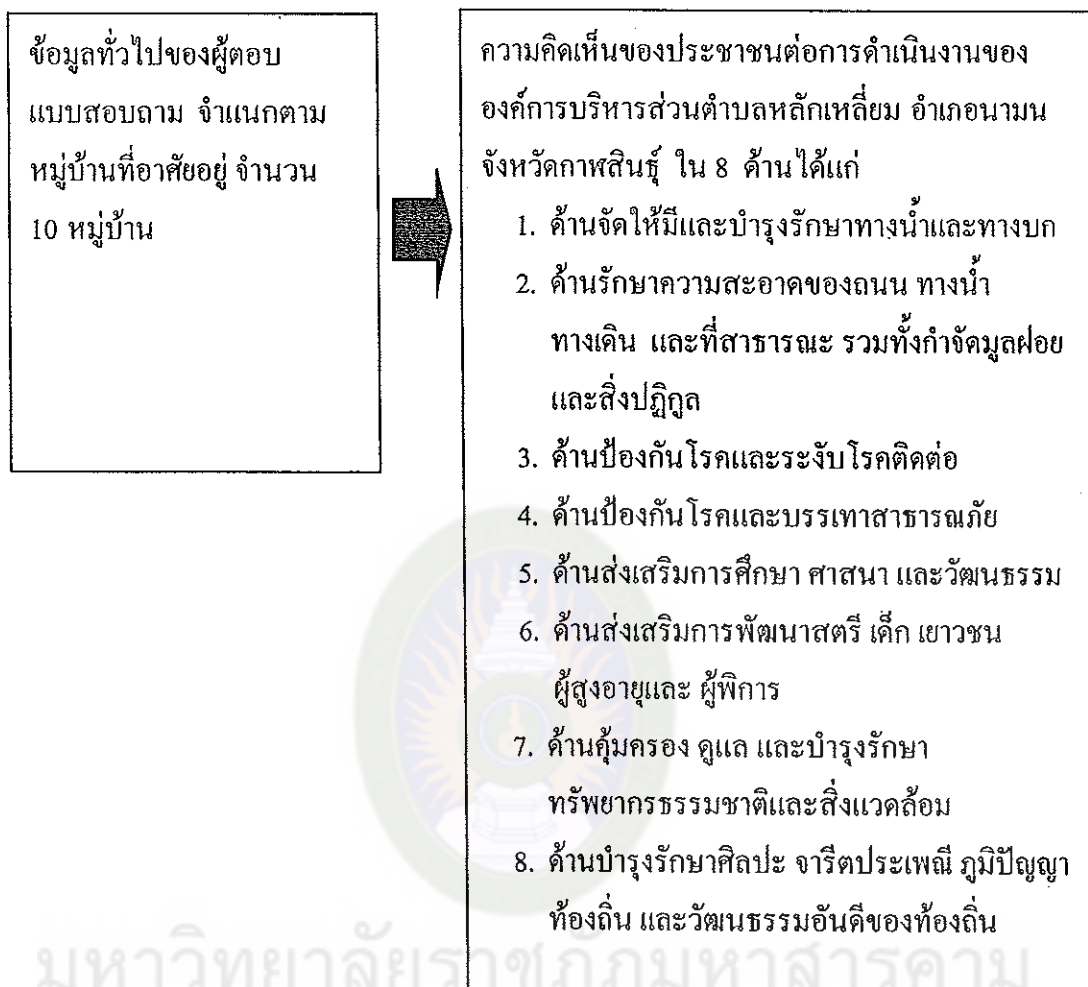 ข้อมูลทั่วไปของผู้ตอบ
แบบสอบถาม จำแนกตาม
หมู่บ้านที่อาศัยอยู่ จำนวน
10 หมู่บ้าน
ความคิดเห็นของประชาชนต่อการดำเนินงานของ
องค์การบริหารส่วนตำบลหลักเหลี่ยม อำเภอนามน
จังหวัดกาฬสินธุ์ ใน 8 ด้าน ได้แก่
1. ด้านจัดให้มีและบำรุงรักษาทางน้ำและทางบก
2. ด้านรักษาความสะอาดของถนน ทางน้ำ
ทางเดิน และที่สาธารณะ รวมทั้งกำจัดมูลฝอย
และสิ่งปฏิกูล
3. ด้านป้องกันโรคและระงับโรคติดต่อ
4. ด้านป้องกันโรคและบรรเทาสาธารณภัย
5. ด้านส่งเสริมการศึกษา ศาสนา และวัฒนธรรม
6. ด้านส่งเสริมการพัฒนาสตรี เด็ก เยาวชน
ผู้สูงอายุและ ผู้พิการ
7. ด้านคุ้มครอง ดูแล และบำรุงรักษา
ทรัพยากรธรรมชาติและสิ่งแวดล้อม
8. ด้านบำรุงรักษาศิลปะ จารีตประเพณี ภูมิปัญญา
ท้องถิ่น และวัฒนธรรมอันดีของท้องถิ่น
มหาวิทยาลัยราชภัฏมหาสารคาม